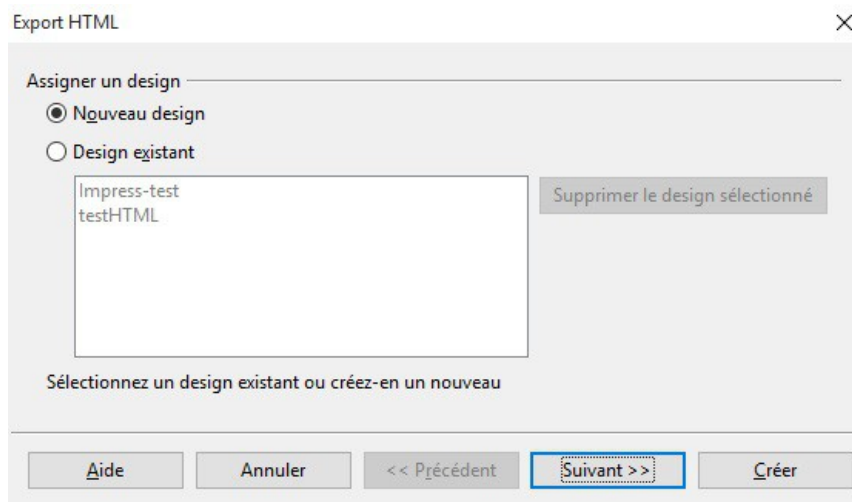 Export HTML
Assigner un design
Nouveau design
Design existant
Impress-test
testHTML
Supprimer le design sélectionné
Sélectionnez un design existant ou créez-en un nouveau
Aide Annuler << Précédent Suivant >> Créer